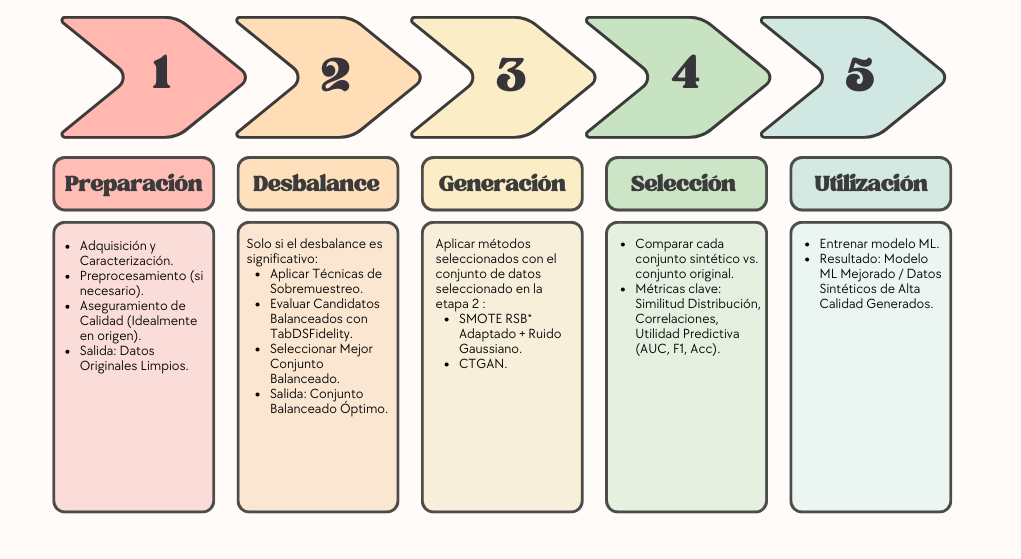 1
2
3
4
5
Preparación
Desbalance
Generación
Selección
Utilización
• Adquisición y
Caracterización.
• Preprocesamiento (si
necesario).
• Aseguramiento de
Calidad (Idealmente
en origen).
• Salida: Datos
Originales Limpios.
Solo si el desbalance es
significativo:
• Aplicar Técnicas de
Sobremuestreo.
• Evaluar Candidatos
Balanceados con
TabDSFidelity.
• Seleccionar Mejor
Conjunto
Balanceado.
• Salida: Conjunto
Balanceado Óptimo.
Aplicar métodos
seleccionados con el
conjunto de datos
seleccionado en la
etapa 2 :
• SMOTE RSB*
Adaptado + Ruido
Gaussiano.
• CTGAN.
• Comparar cada
conjunto sintético vs.
conjunto original.
• Métricas clave:
Similitud Distribución,
Correlaciones,
Utilidad Predictiva
(AUC, F1, Acc).
• Entrenar modelo ML.
• Resultado: Modelo
ML Mejorado / Datos
Sintéticos de Alta
Calidad Generados.